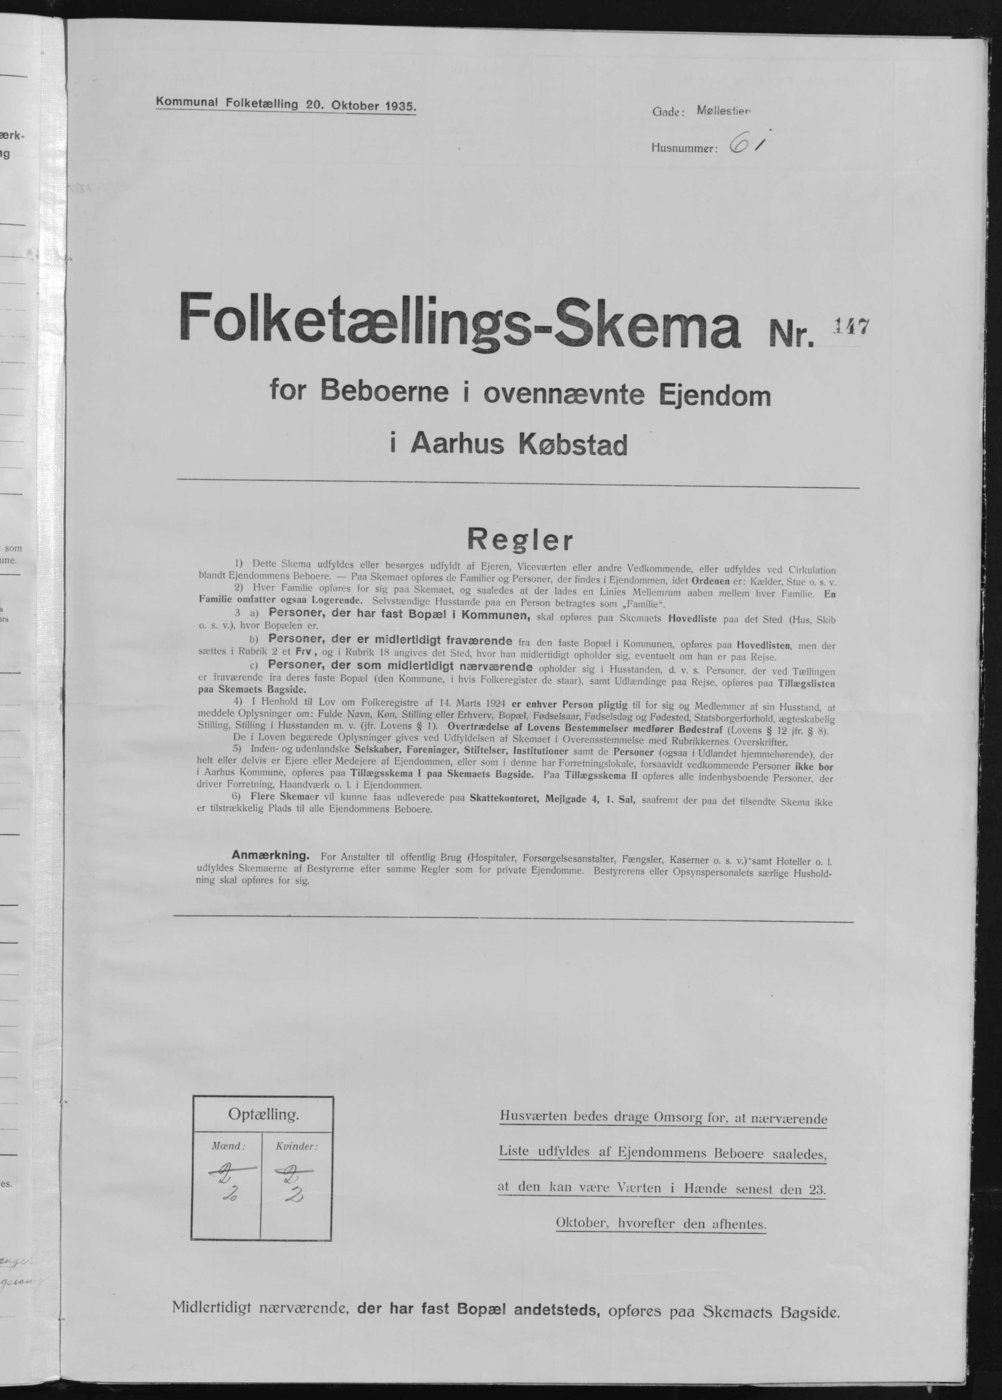 Kommunal Folketælling 20. Oktober 1935.
Gade: Møllestien
Husnummer: 6 i
Folketællings-Skema Nr. 147
for Beboerne i ovennævnte Ejendom
i Aarhus Købstad
Regler
1) Dette Skema udfyldes eller besørges udfyldt af Ejeren, Viceværten eller andre Vedkommende, eller udfyldes ved Cirkulation
blandt Ejendommens Beboere. — Paa Skemaet opføres de Familier og Personer, der findes i Ejendommen, idet Ordenen er: Kælder, Stue o. s. v.
2) Hver Familie opføres for sig paa Skemaet, og saaledes at der lades en Linies Mellemrum aaben mellem hver Familie. En
Familie omfatter ogsaa Logerende. Selvstændige Husstande paa en Person betragtes som „Familie“.
3 a) Personer, der har fast Bopæl i Kommunen, skal opføres paa Skemaets Hovedliste paa det Sted (Hus, Skib
o. s. v.), hvor Bopælen er.
b) Personer, der er midlertidigt fraværende fra den faste Bopæl i Kommunen, opføres paa Hovedlisten, men der
sættes i Rubrik 2 et Frv, og i Rubrik 18 angives det Sted, hvor han midlertidigt opholder sig, eventuelt om han er paa Rejse.
c) Personer, der som midlertidigt nærværende opholder sig i Husstanden, d. v. s. Personer, der ved Tællingen
er fraværende fra deres faste Bopæl (den Kommune, i hvis Folkeregister de staar), samt Udlændinge paa Rejse, opføres paa Tillægslisten
paa Skemaets Bagside.
4) I Henhold til Lov om Folkeregistre af 14. Marts 1924 er enhver Person pligtig til for sig og Medlemmer af sin Husstand, at
meddele Oplysninger om: Fulde Navn, Køn, Stilling eller Erhverv, Bopæl, Fødselsaar, Fødselsdag og Fødested, Statsborgerforhold, ægteskabelig
Stilling, Stilling i Husstanden m. v. (jfr. Lovens § 1). Overtrædelse af Lovens Bestemmelser medfører Bødestraf (Lovens § 12 jfr. § 8).
De i Loven begærede Oplysninger gives ved Udfyldelsen af Skemaet i Overensstemmelse med Rubrikkernes Overskrifter.
5) Inden- og udenlandske Selskaber, Foreninger, Stiftelser, Institutioner samt de Personer (ogsaa i Udlandet hjemmehørende), der
helt eller delvis er Ejere eller Medejere af Ejendommen, eller som i denne har Forretningslokale, forsaavidt vedkommende Personer ikke bor
i Aarhus Kommune, opføres paa Tillægsskema I paa Skemaets Bagside. Paa Tillægsskema II opføres alle indenbysboende Personer, der
driver Forretning, Haandværk o. l. i Ejendommen.
6) Flere Skemaer vil kunne faas udleverede paa Skattekontoret, Mejlgade 4, 1. Sal, saafremt der paa det tilsendte Skema ikke
er tilstrækkelig Plads til alle Ejendommens Beboere.
Anmærkning. For Anstalter til offentlig Brug (Hospitaler, Forsørgelsesanstalter, Fængsler, Kaserner o. s. v.) samt Hoteller o. l.
udfyldes Skemaerne af Bestyrerne efter samme Regler som for private Ejendomme. Bestyrerens eller Opsynspersonalets særlige Hushold-
ning skal opføres for sig.
Optælling.
Mænd: Kvinder:
2 2
2 2
Husværten bedes drage Omsorg for, at nærværende
Liste udfyldes af Ejendommens Beboere saaledes,
at den kan være Værten i Hænde senest den 23.
Oktober, hvorefter den afhentes.
Midlertidigt nærværende, der har fast Bopæl andetsteds, opføres paa Skemaets Bagside.